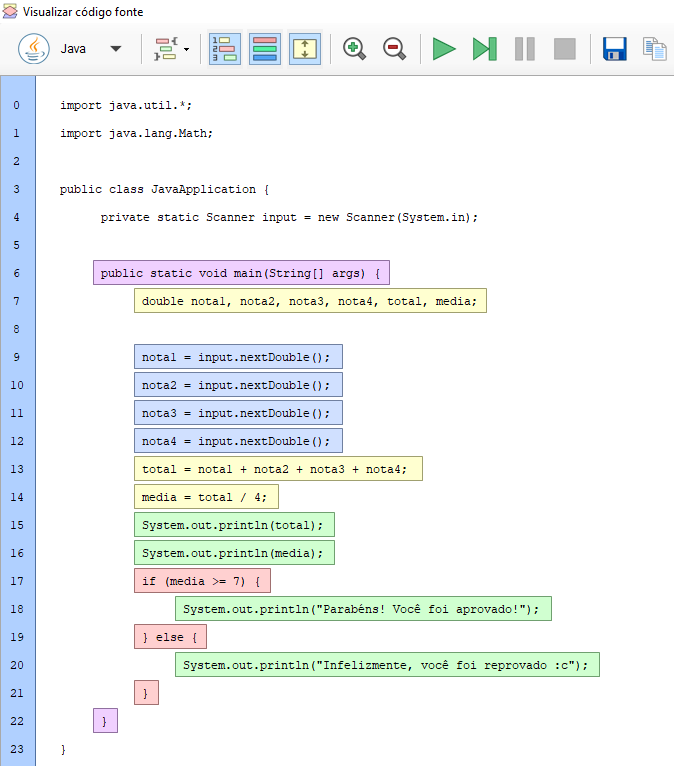 Visualizar código fonte
Java
0 import java.util.*;
1 import java.lang.Math;
2
3 public class JavaApplication {
4 private static Scanner input = new Scanner(System.in);
5
6 public static void main(String[] args) {
7 double nota1, nota2, nota3, nota4, total, media;
8
9 nota1 = input.nextDouble();
10 nota2 = input.nextDouble();
11 nota3 = input.nextDouble();
12 nota4 = input.nextDouble();
13 total = nota1 + nota2 + nota3 + nota4;
14 media = total / 4;
15 System.out.println(total);
16 System.out.println(media);
17 if (media >= 7) {
18 System.out.println("Parabéns! Você foi aprovado!");
19 } else {
20 System.out.println("Infelizmente, você foi reprovado :c");
21 }
22 }
23 }